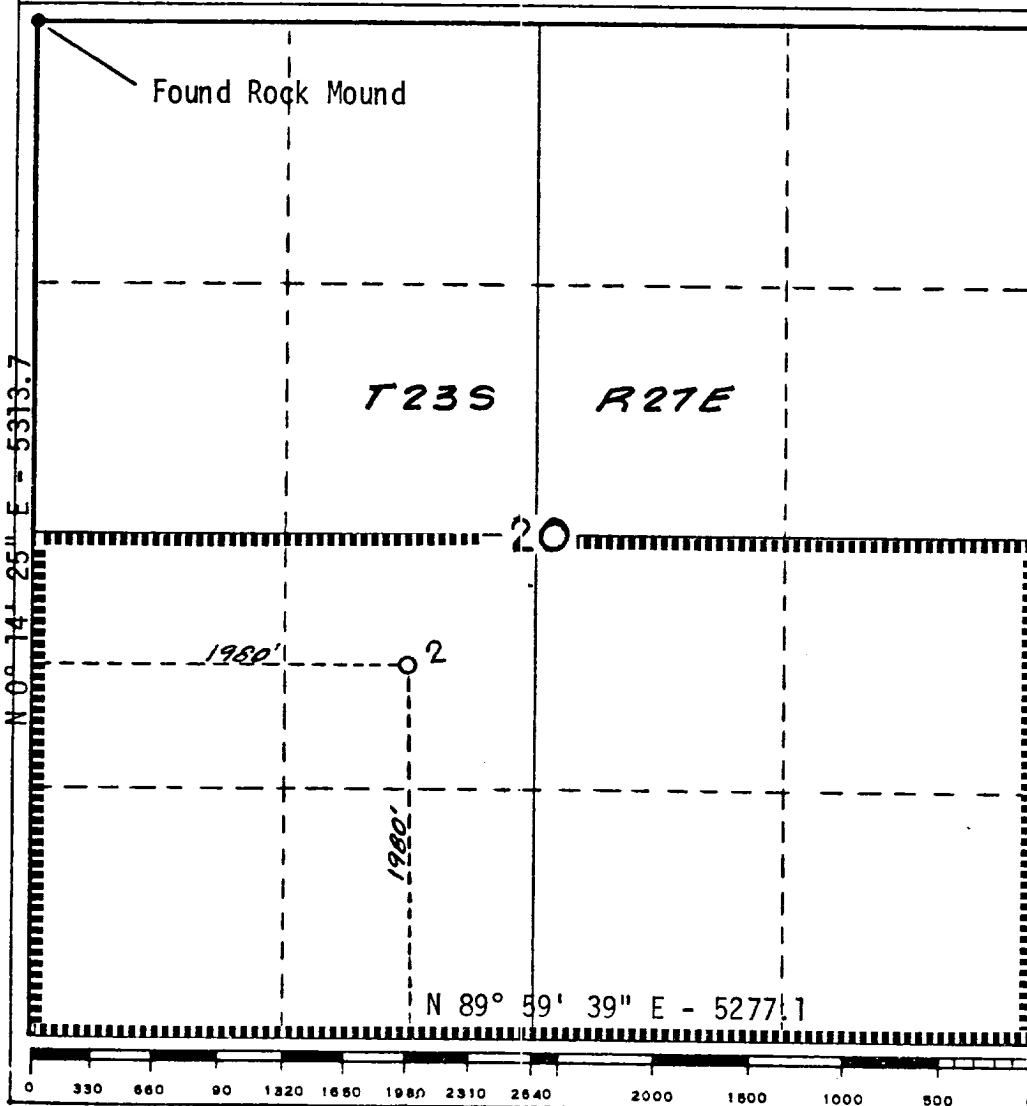 Found Rock Mound
T23S R27E
N 0° 14' 25" E - 5313.7
-20
1980' 2
1980'
N 89° 59' 39" E - 5277.1
0 330 660 90 1320 1650 1980 2310 2640 2000 1500 1000 500